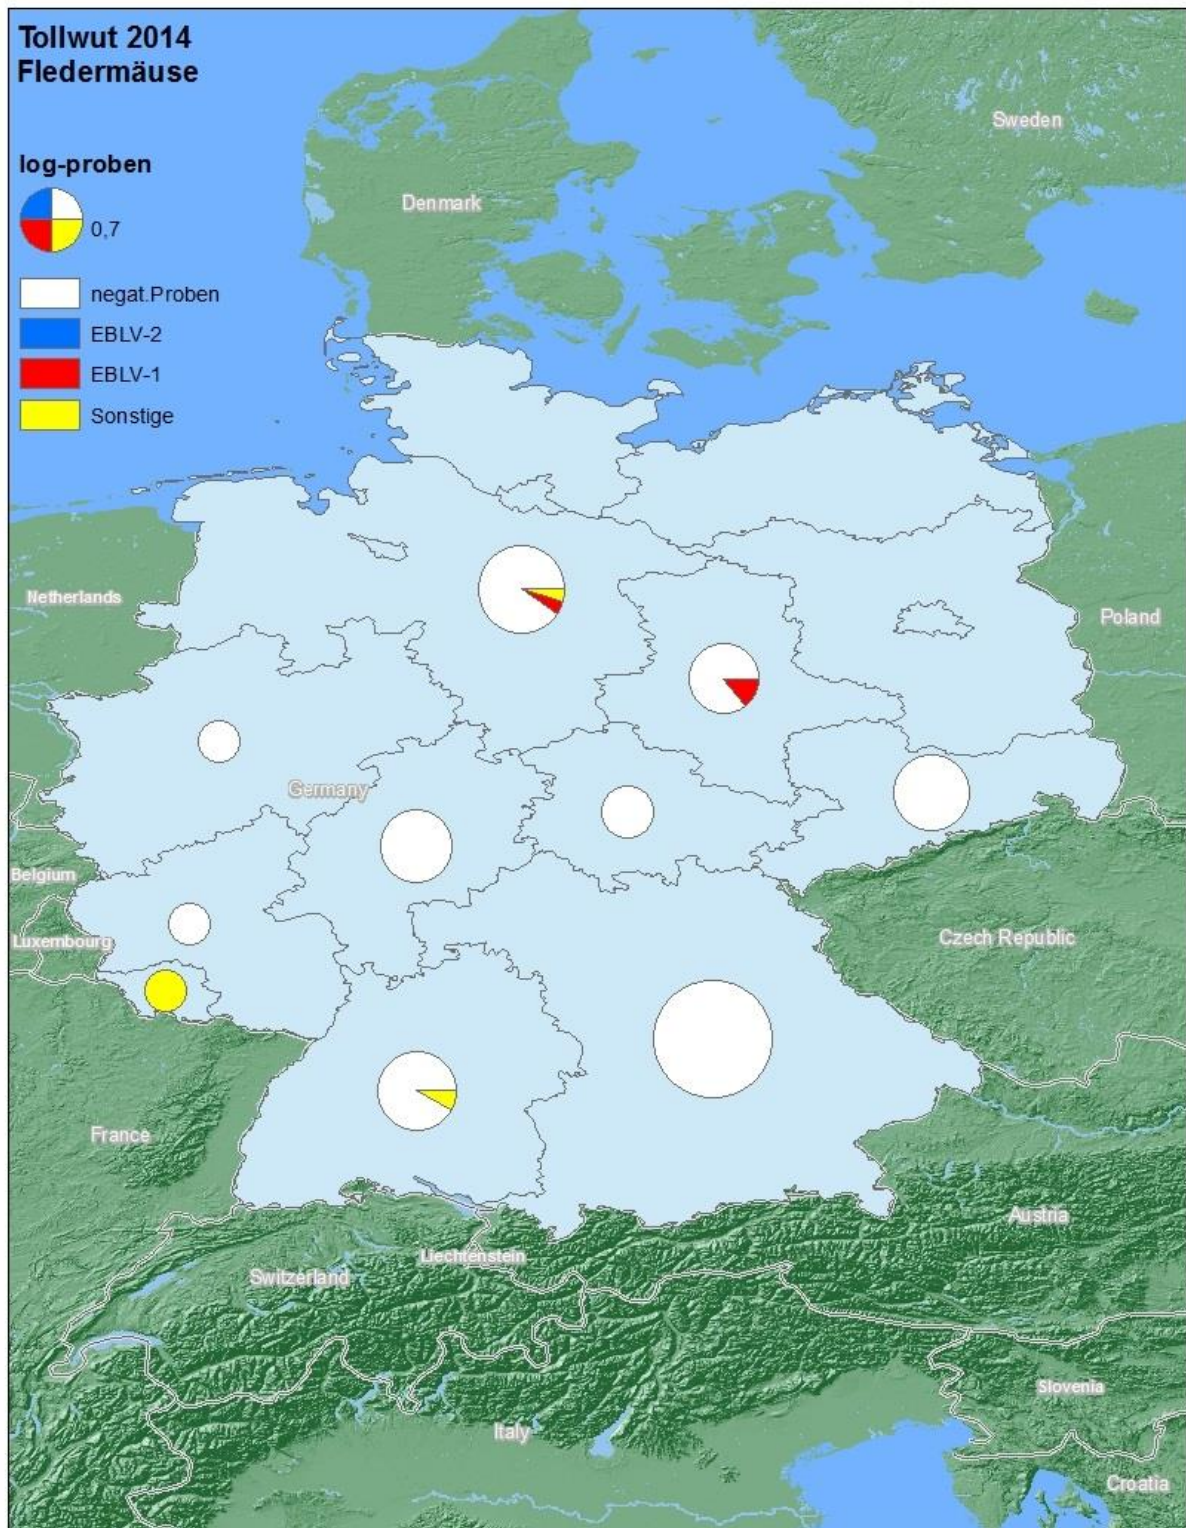 Tollwut 2014
Fledermäuse
log-proben
0,7
negat.Proben
EBLV-2
EBLV-1
Sonstige
Sweden
Denmark
Netherlands
Poland
Germany
Belgium
Luxembourg
Czech Republic
France
Austria
Liechtenstein
Switzerland
Slovenia
Italy
Croatia